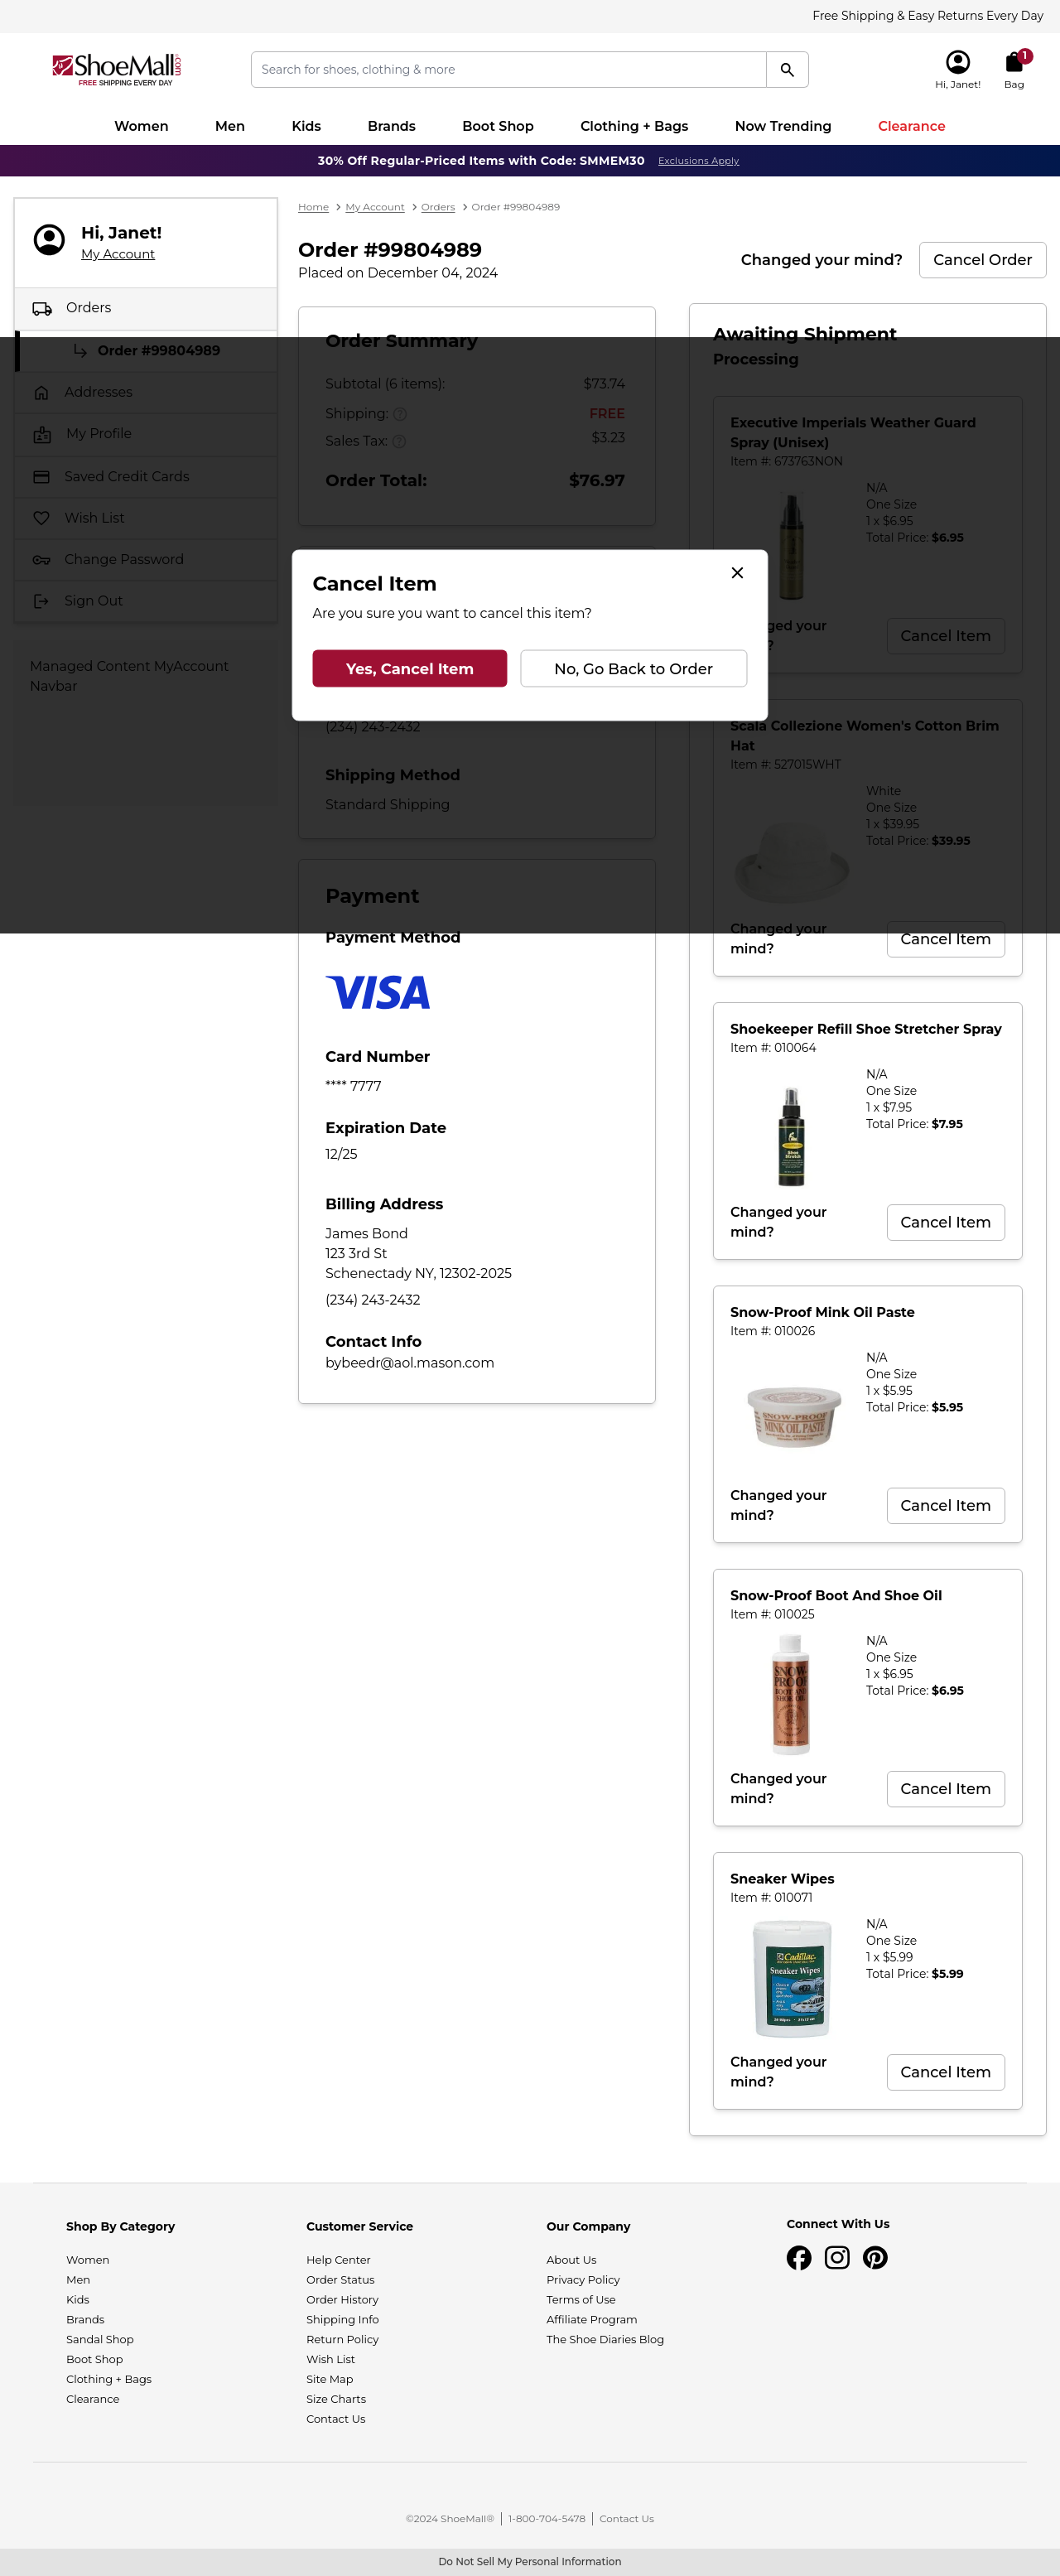 Free Shipping & Easy Returns Every Day
ShoeMall.com
FREE SHIPPING EVERY DAY
Search for shoes, clothing & more
Hi, Janet!
1
Bag
Women Men Kids Brands Boot Shop Clothing + Bags Now Trending Clearance
30% Off Regular-Priced Items with Code: SMMEM30 Exclusions Apply
Hi, Janet!
My Account
Orders
Order #99804989
Addresses
My Profile
Saved Credit Cards
Wish List
Change Password
Sign Out
Managed Content MyAccount
Navbar
Home > My Account > Orders > Order #99804989
Order #99804989
Placed on December 04, 2024
Changed your mind? Cancel Order
Order Summary
Subtotal (6 items): $73.74
Shipping: FREE
Sales Tax: $3.23
Order Total: $76.97
Cancel Item
Are you sure you want to cancel this item?
Yes, Cancel Item
No, Go Back to Order
(234) 243-2432
Shipping Method
Standard Shipping
Payment
Payment Method
VISA
Card Number
**** 7777
Expiration Date
12/25
Billing Address
James Bond
123 3rd St
Schenectady NY, 12302-2025
(234) 243-2432
Contact Info
bybeedr@aol.mason.com
Awaiting Shipment
Processing
Executive Imperials Weather Guard
Spray (Unisex)
Item #: 673763NON
N/A
One Size
1 x $6.95
Total Price: $6.95
Cancel Item
Scala Collezione Women's Cotton Brim
Hat
Item #: 527015WHT
White
One Size
1 x $39.95
Total Price: $39.95
Changed your
mind?
Cancel Item
Shoekeeper Refill Shoe Stretcher Spray
Item #: 010064
N/A
One Size
1 x $7.95
Total Price: $7.95
Shoe
Stretch
Changed your
mind?
Cancel Item
Snow-Proof Mink Oil Paste
Item #: 010026
N/A
One Size
1 x $5.95
Total Price: $5.95
SNOW-PROOF
MINK OIL PASTE
Changed your
mind?
Cancel Item
Snow-Proof Boot And Shoe Oil
Item #: 010025
N/A
One Size
1 x $6.95
Total Price: $6.95
SNOW-
PROOF
BOOT AND
SHOE OIL
Changed your
mind?
Cancel Item
Sneaker Wipes
Item #: 010071
N/A
One Size
1 x $5.99
Total Price: $5.99
Cadillac
Sneaker Wipes
Changed your
mind?
Cancel Item
Shop By Category
Women
Men
Kids
Brands
Sandal Shop
Boot Shop
Clothing + Bags
Clearance
Customer Service
Help Center
Order Status
Order History
Shipping Info
Return Policy
Wish List
Site Map
Size Charts
Contact Us
Our Company
About Us
Privacy Policy
Terms of Use
Affiliate Program
The Shoe Diaries Blog
Connect With Us
©2024 ShoeMall® | 1-800-704-5478 | Contact Us
Do Not Sell My Personal Information